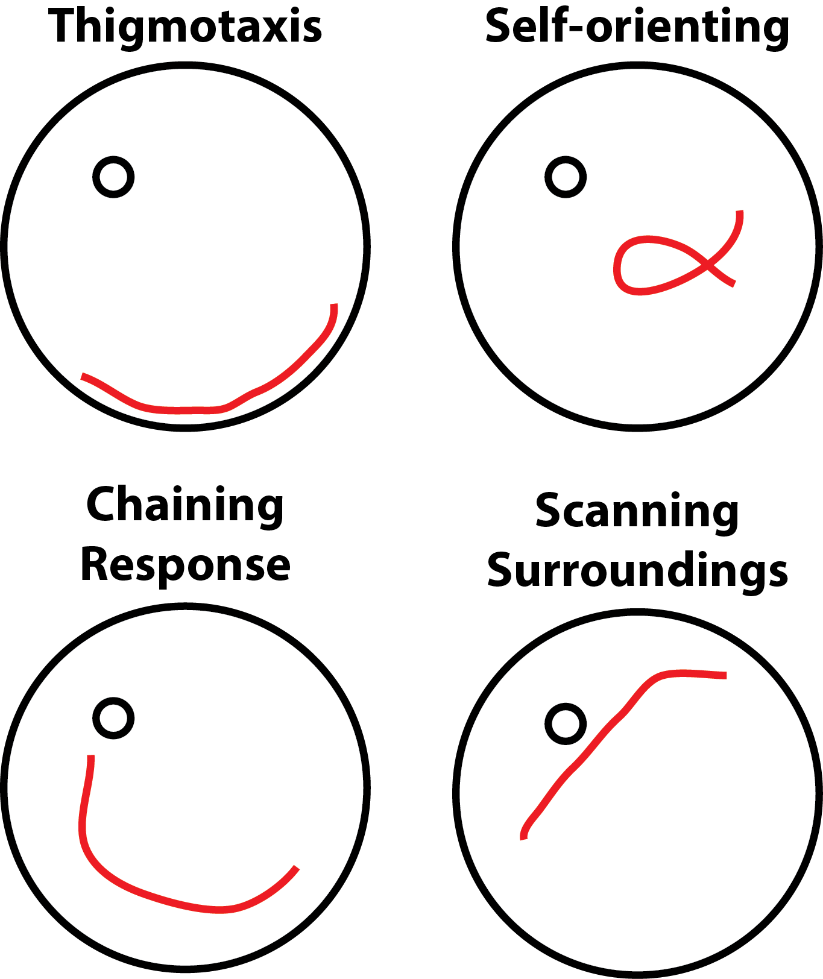 Thigmotaxis
Self-orienting
Chaining
Response
Scanning
Surroundings